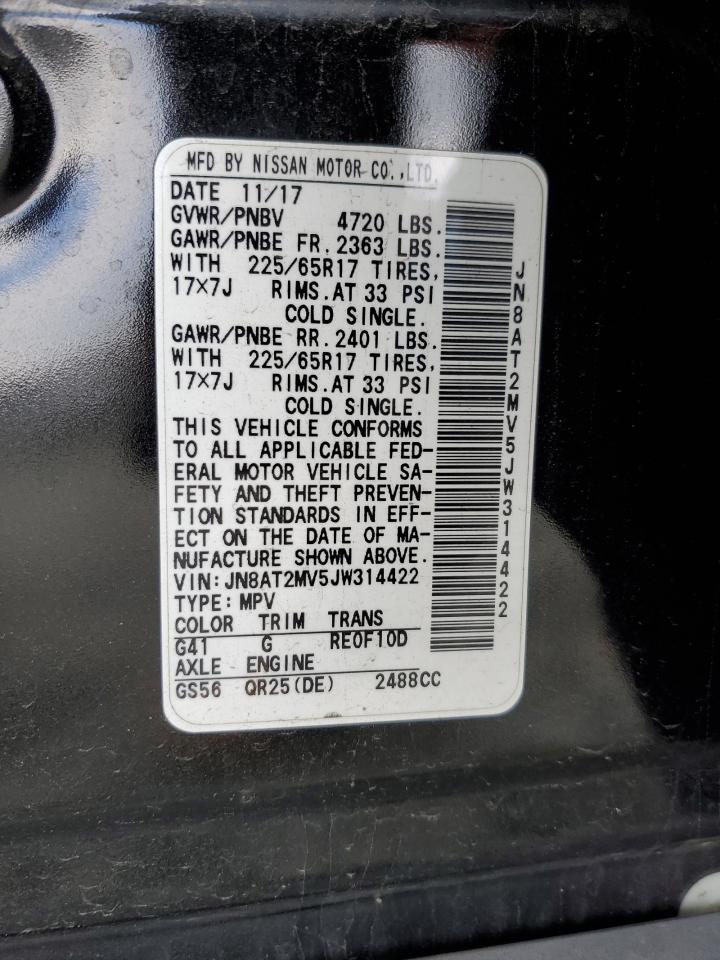 MFD BY NISSAN MOTOR CO.,LTD.
DATE 11/17
GVWR/PNBV 4720 LBS.
GAWR/PNBE FR.2363 LBS.
WITH 225/65R17 TIRES,
17×7J RIMS.AT 33 PSI
COLD SINGLE.
GAWR/PNBE RR.2401 LBS.
WITH 225/65R17 TIRES,
17×7J RIMS.AT 33 PSI
COLD SINGLE.
THIS VEHICLE CONFORMS
TO ALL APPLICABLE FED-
ERAL MOTOR VEHICLE SA-
FETY AND THEFT PREVEN-
TION STANDARDS IN EFF-
ECT ON THE DATE OF MA-
NUFACTURE SHOWN ABOVE.
VIN:JN8AT2MV5JW314422
TYPE:MPV
COLOR TRIM TRANS
G41 G RE0F10D
AXLE ENGINE
GS56 QR25(DE) 2488CC
JN8AT2MV5JW314422